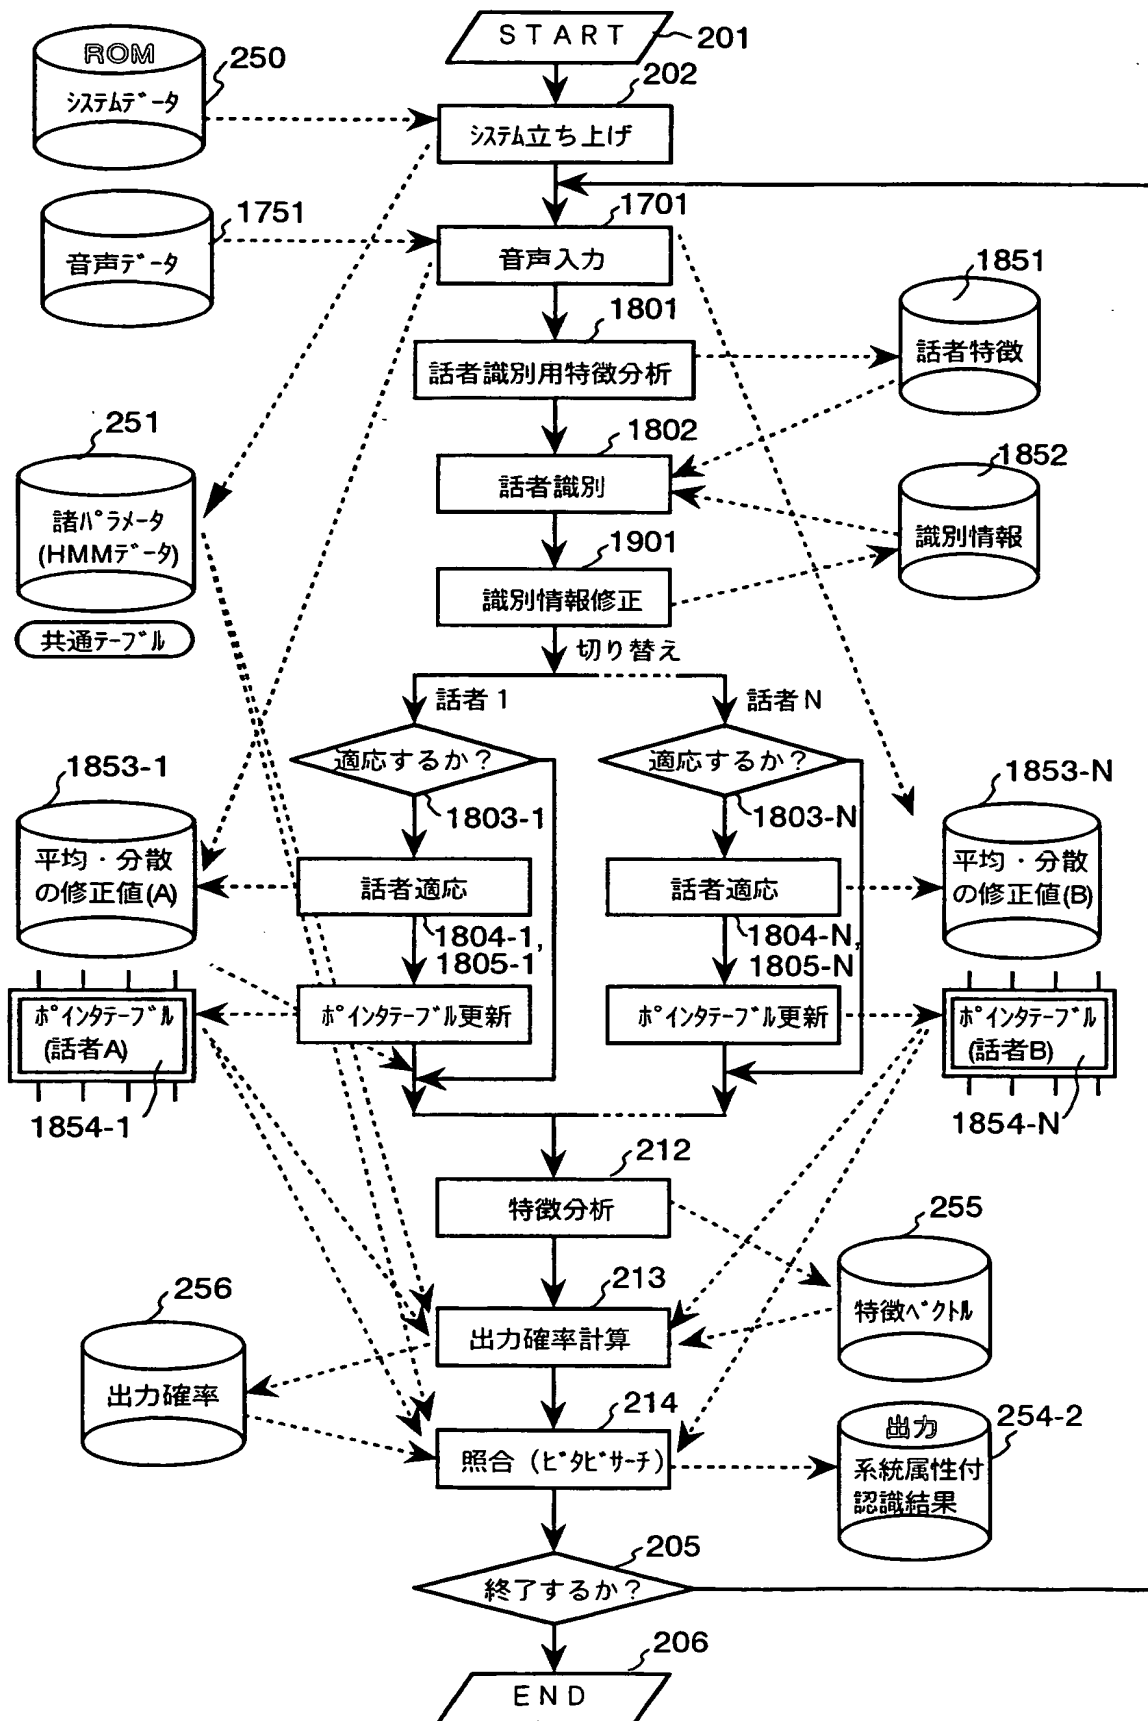 START
201
ROM
250
システムデータ
202
システム立ち上げ
1751
音声データ
1701
音声入力
1851
話者特徴
1801
話者識別用特徴分析
251
諸パラメータ
(HMMデータ)
共通テーブル
1802
話者識別
1852
識別情報
1901
識別情報修正
切り替え
話者1
話者N
適応するか?
適応するか?
1853-1
平均・分散
の修正値(A)
1803-1
1803-N
1853-N
平均・分散
の修正値(B)
話者適応
話者適応
1804-1,
1805-1
1804-N,
1805-N
ポインタテーブル
(話者A)
1854-1
ポインタテーブル更新
ポインタテーブル更新
ポインタテーブル
(話者B)
1854-N
212
特徴分析
255
特徴ベクトル
213
出力確率計算
256
出力確率
214
照合(ビタビサーチ)
254-2
出力
系統属性付
認識結果
205
終了するか?
206
END